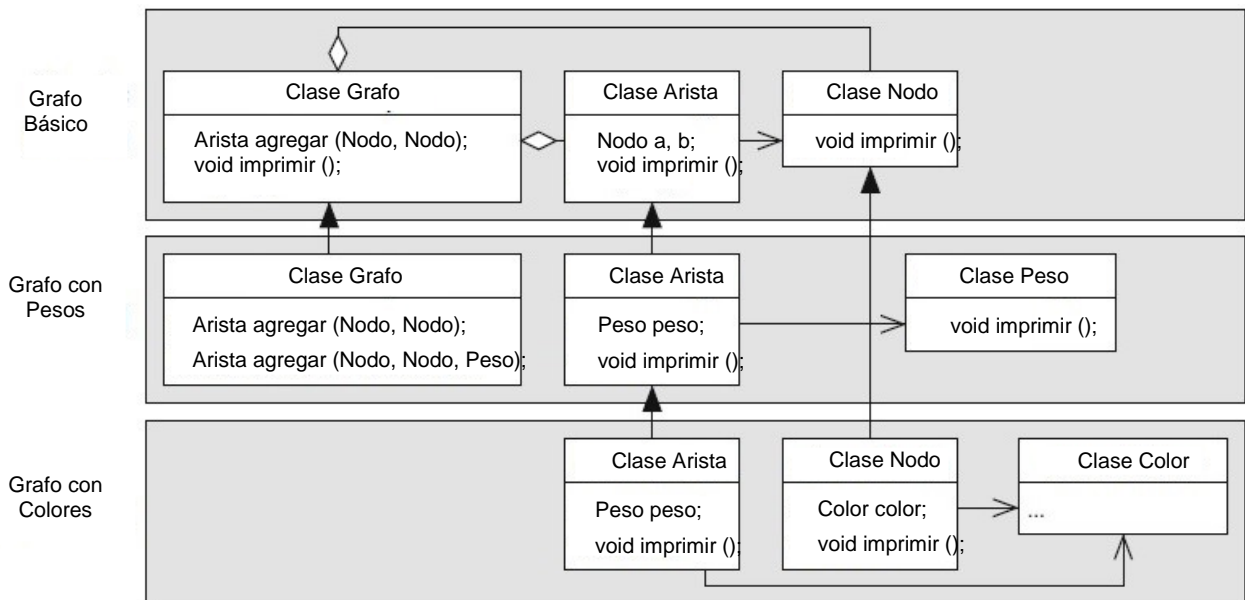 Grafo
Básico
Clase Grafo
Arista agregar (Nodo, Nodo);
void imprimir ();
Clase Arista
Nodo a, b;
void imprimir ();
Clase Nodo
void imprimir ();
Grafo con
Pesos
Clase Grafo
Arista agregar (Nodo, Nodo);
Arista agregar (Nodo, Nodo, Peso);
Clase Arista
Peso peso;
void imprimir ();
Clase Peso
void imprimir ();
Grafo con
Colores
Clase Arista
Peso peso;
void imprimir ();
Clase Nodo
Color color;
void imprimir ();
Clase Color
...